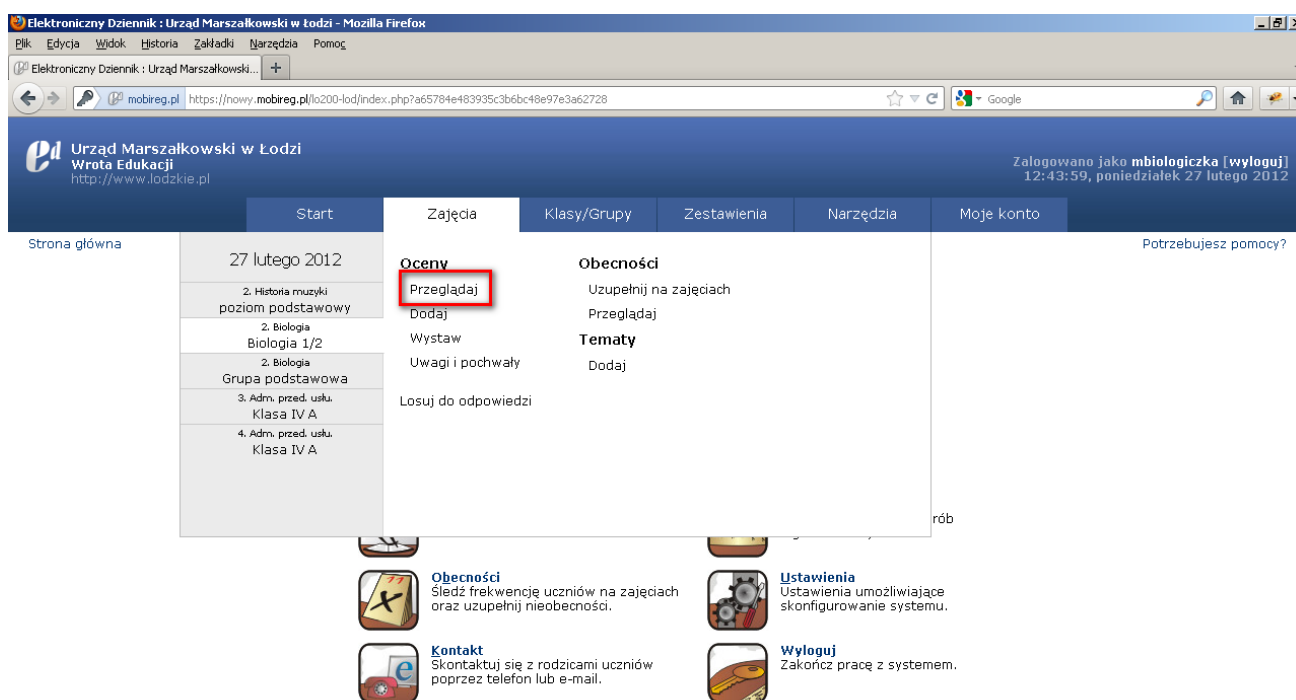 Elektroniczny Dziennik : Urząd Marszałkowski w Łodzi - Mozilla Firefox
Plik Edycja Widok Historia Zakładki Narzędzia Pomoc
Elektroniczny Dziennik : Urząd Marszałkowski... +
mobireg.pl https://nowy.mobireg.pl/lo200-lod/index.php?a65784e483935c3b6bc48e97e3a62728 Google
Urząd Marszałkowski w Łodzi
Wrota Edukacji
http://www.lodzkie.pl
Zalogowano jako mbiologiczka [wyloguj]
12:43:59, poniedziałek 27 lutego 2012
Start Zajęcia Klasy/Grupy Zestawienia Narzędzia Moje konto
Strona główna
Potrzebujesz pomocy?
27 lutego 2012
2. Historia muzyki
poziom podstawowy
2. Biologia
Biologia 1/2
2. Biologia
Grupa podstawowa
3. Adm. przed. usłu.
Klasa IV A
4. Adm. przed. usłu.
Klasa IV A
Oceny
Przeglądaj
Dodaj
Wystaw
Uwagi i pochwały
Losuj do odpowiedzi
Obecności
Uzupełnij na zajęciach
Przeglądaj
Tematy
Dodaj
rób
Obecności
Śledź frekwencję uczniów na zajęciach
oraz uzupełnij nieobecności.
Ustawienia
Ustawienia umożliwiające
skonfigurowanie systemu.
Kontakt
Skontaktuj się z rodzicami uczniów
poprzez telefon lub e-mail.
Wyloguj
Zakończ pracę z systemem.